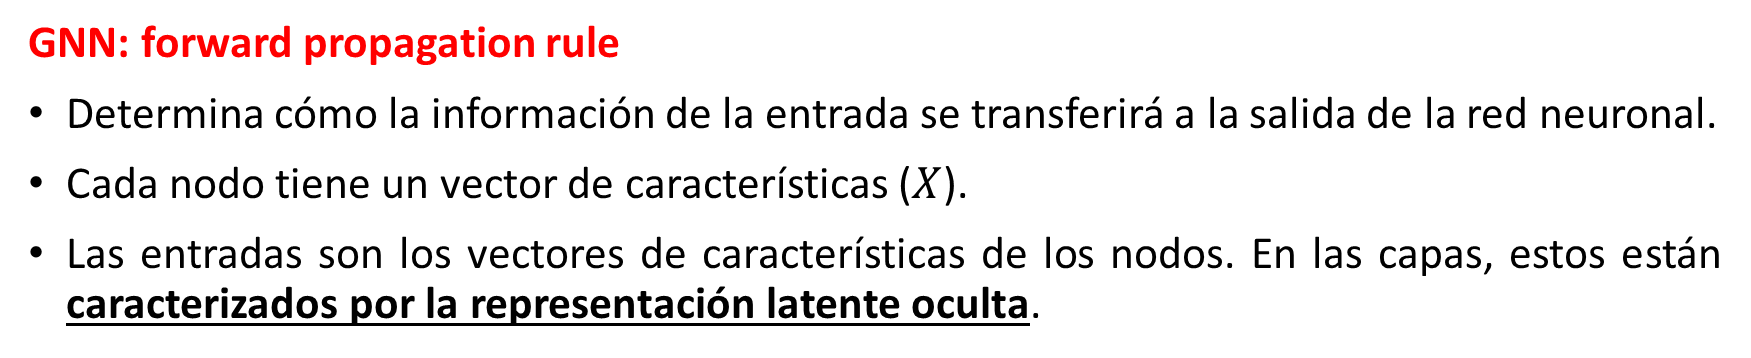 GNN: forward propagation rule
• Determina cómo la información de la entrada se transferirá a la salida de la red neuronal.
• Cada nodo tiene un vector de características (X).
• Las entradas son los vectores de características de los nodos. En las capas, estos están
caracterizados por la representación latente oculta.